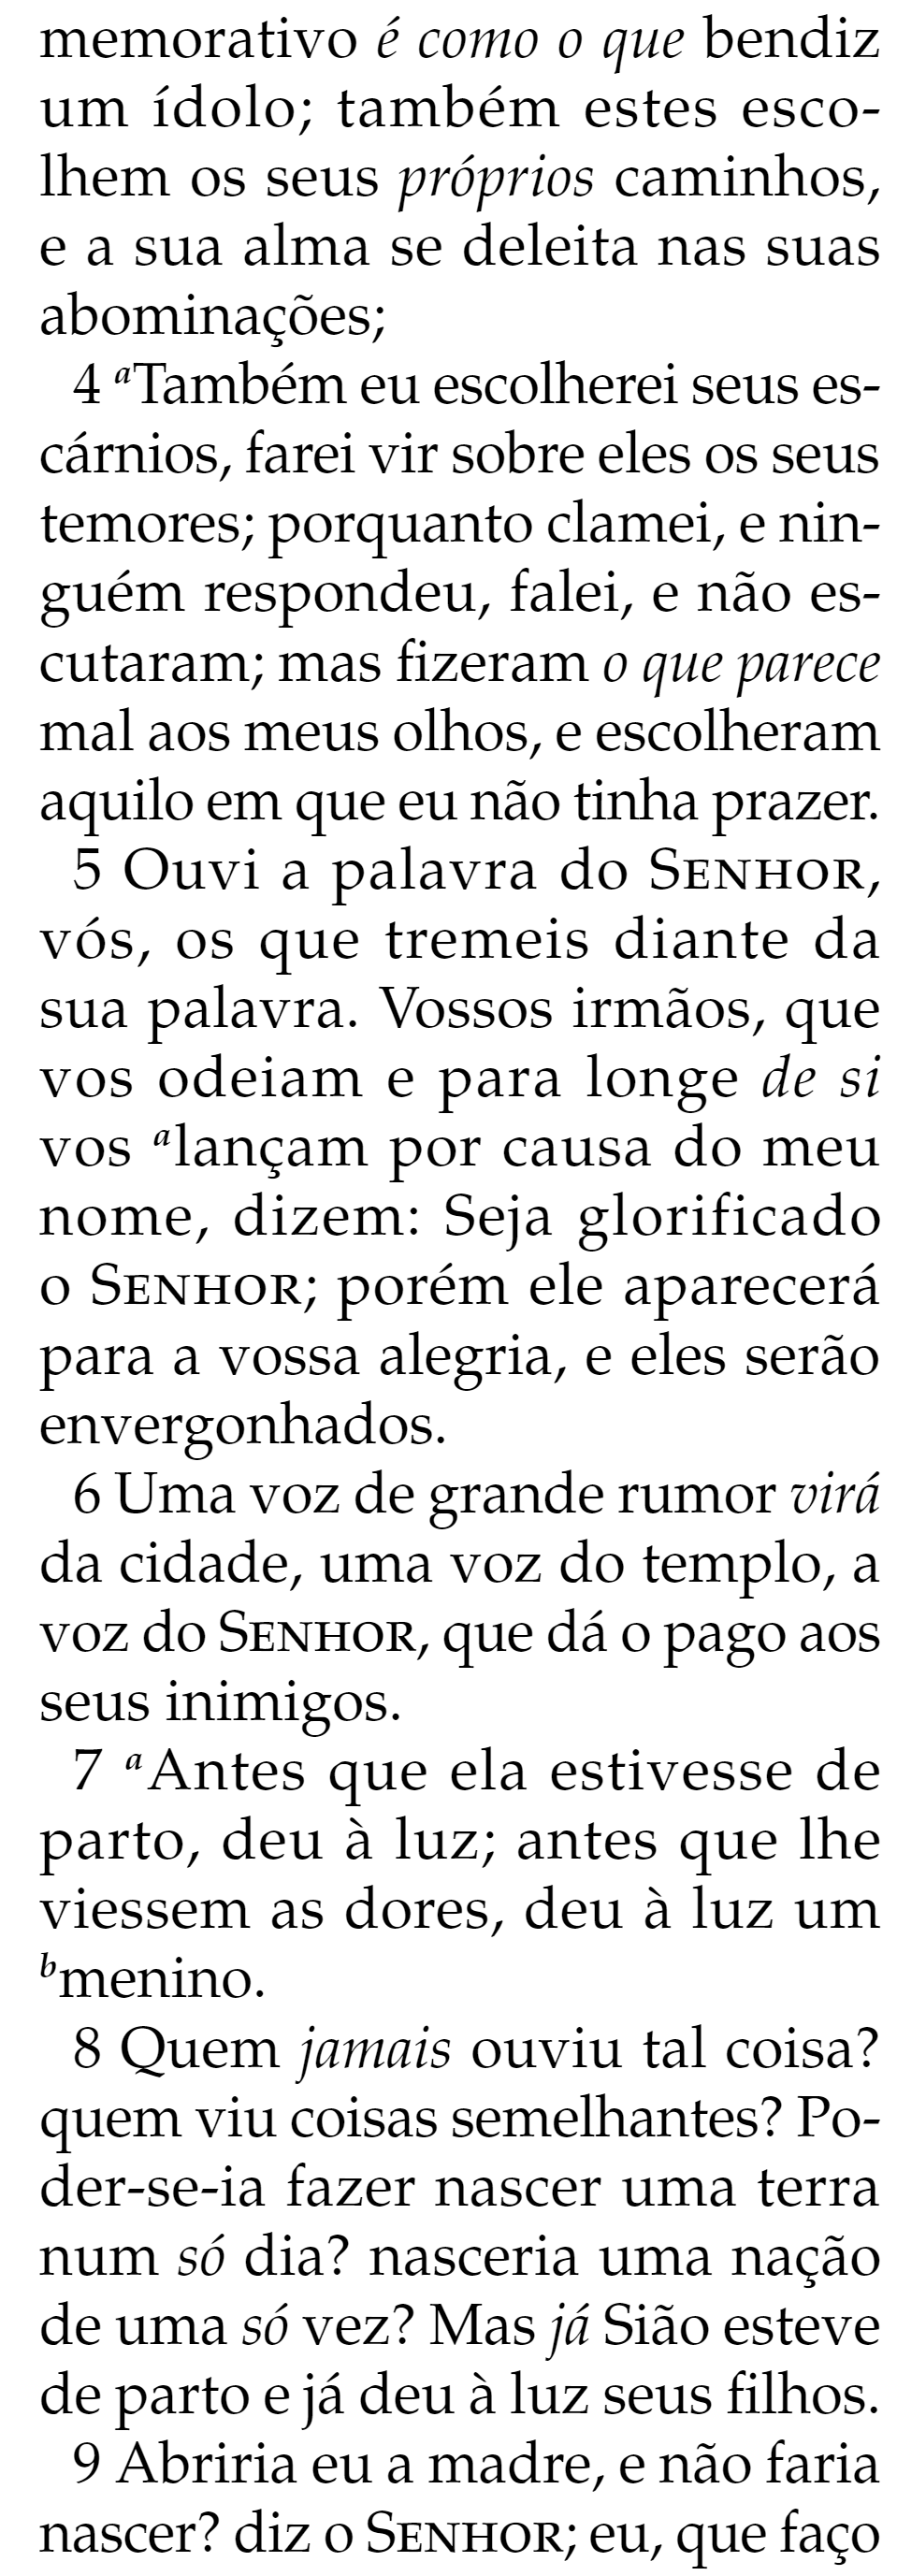 memorativo é como o que bendiz
um ídolo; também estes esco-
lhem os seus próprios caminhos,
e a sua alma se deleita nas suas
abominações;
4 aTambém eu escolherei seus es-
cárnios, farei vir sobre eles os seus
temores; porquanto clamei, e nin-
guém respondeu, falei, e não es-
cutaram; mas fizeram o que parece
mal aos meus olhos, e escolheram
aquilo em que eu não tinha prazer.
5 Ouvi a palavra do SENHOR,
vós, os que tremeis diante da
sua palavra. Vossos irmãos, que
vos odeiam e para longe de si
vos alançam por causa do meu
nome, dizem: Seja glorificado
o SENHOR; porém ele aparecerá
para a vossa alegria, e eles serão
envergonhados.
6 Uma voz de grande rumor virá
da cidade, uma voz do templo, a
voz do SENHOR, que dá o pago aos
seus inimigos.
7 aAntes que ela estivesse de
parto, deu à luz; antes que lhe
viessem as dores, deu à luz um
bmenino.
8 Quem jamais ouviu tal coisa?
quem viu coisas semelhantes? Po-
der-se-ia fazer nascer uma terra
num só dia? nasceria uma nação
de uma só vez? Mas já Sião esteve
de parto e já deu à luz seus filhos.
9 Abriria eu a madre, e não faria
nascer? diz o SENHOR; eu, que faço